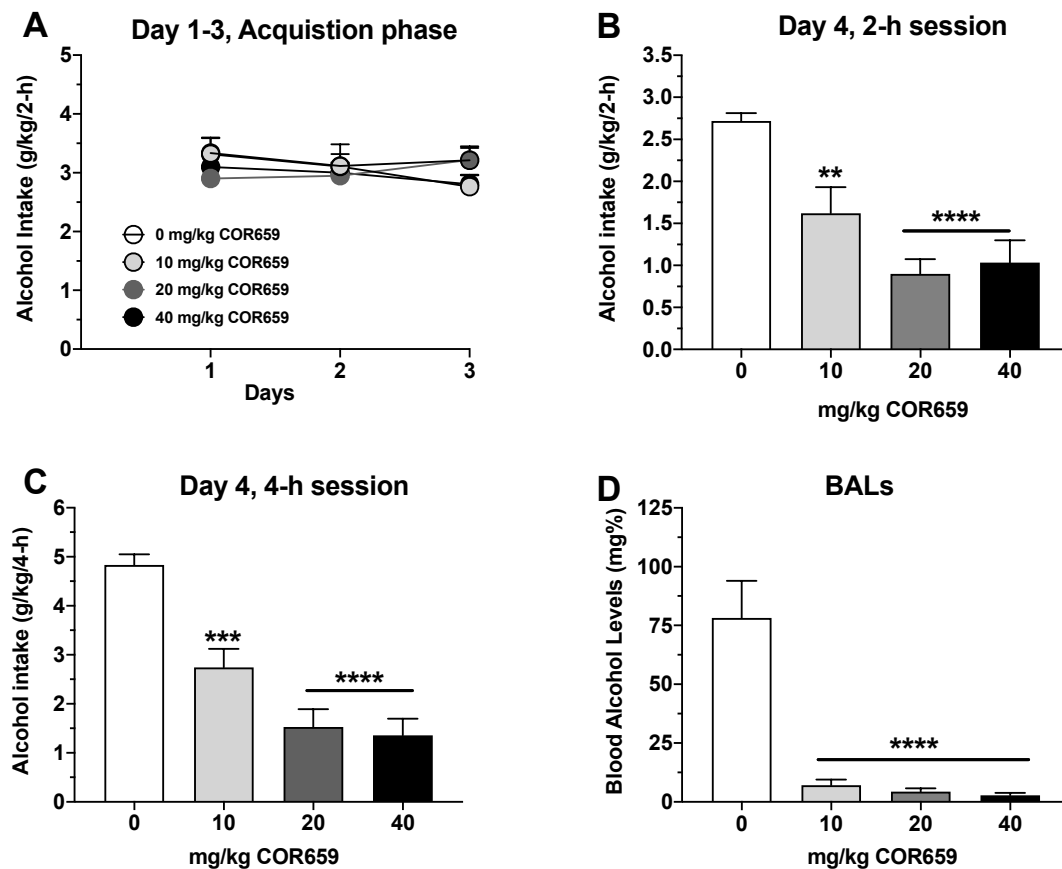 A
Day 1-3, Acquistion phase
Alcohol Intake (g/kg/2-h)
5
4
3
2
1
0
0 mg/kg COR659
10 mg/kg COR659
20 mg/kg COR659
40 mg/kg COR659
1 2 3
Days
B
Day 4, 2-h session
Alcohol intake (g/kg/2-h)
3.5
3.0
2.5
2.0
1.5
1.0
0.5
0.0
**
****
0 10 20 40
mg/kg COR659
C
Day 4, 4-h session
Alcohol intake (g/kg/4-h)
6
5
4
3
2
1
0
***
****
0 10 20 40
mg/kg COR659
D
BALs
Blood Alcohol Levels (mg%)
125
100
75
50
25
0
****
0 10 20 40
mg/kg COR659